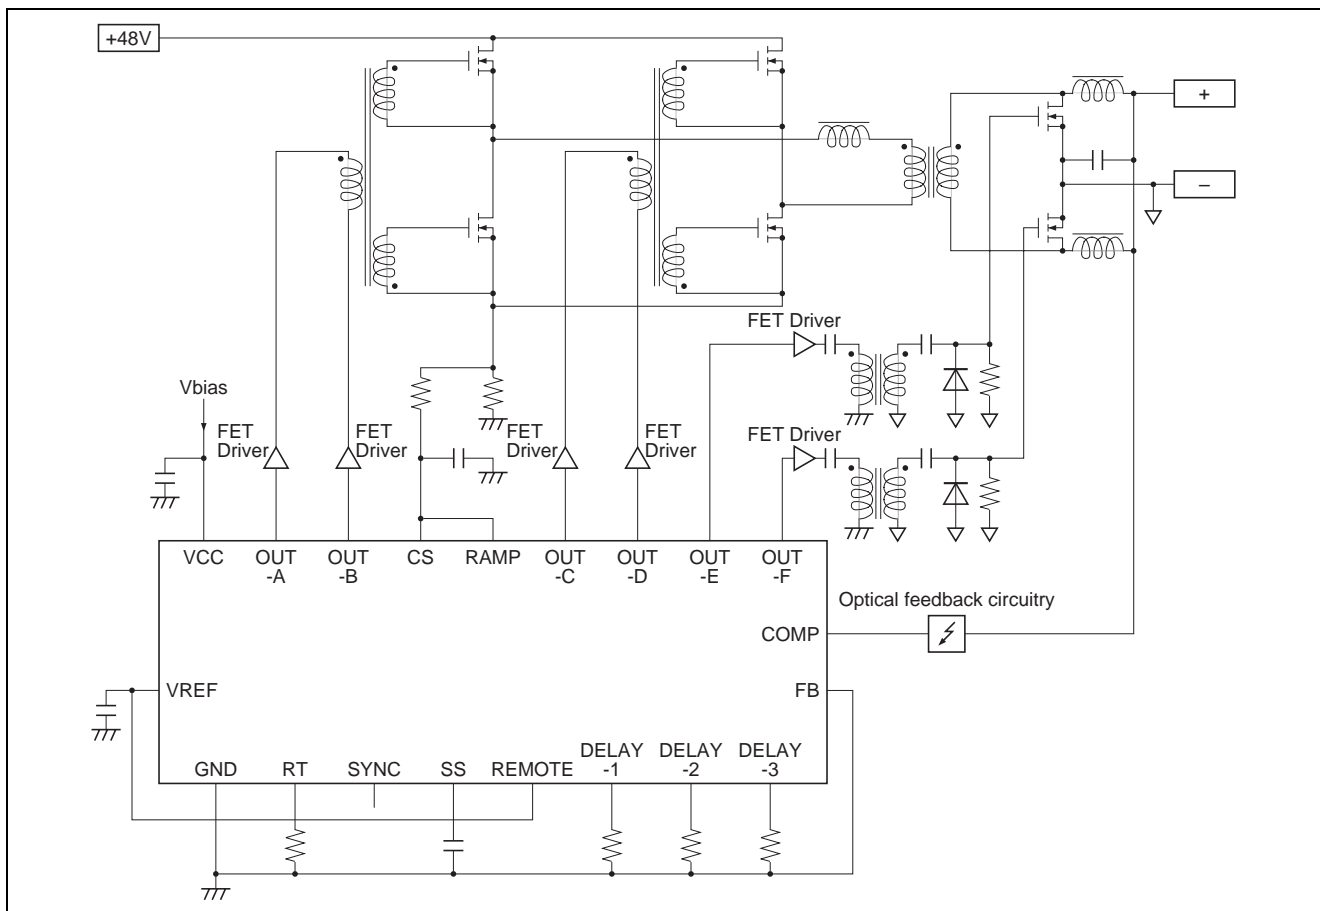 +48V
+
–
FET Driver
Vbias
FET
Driver
FET
Driver
FET
Driver
FET
Driver
FET Driver
VCC
OUT
-A
OUT
-B
CS
RAMP
OUT
-C
OUT
-D
OUT
-E
OUT
-F
Optical feedback circuitry
COMP
VREF
FB
GND
RT
SYNC
SS
REMOTE
DELAY
-1
DELAY
-2
DELAY
-3